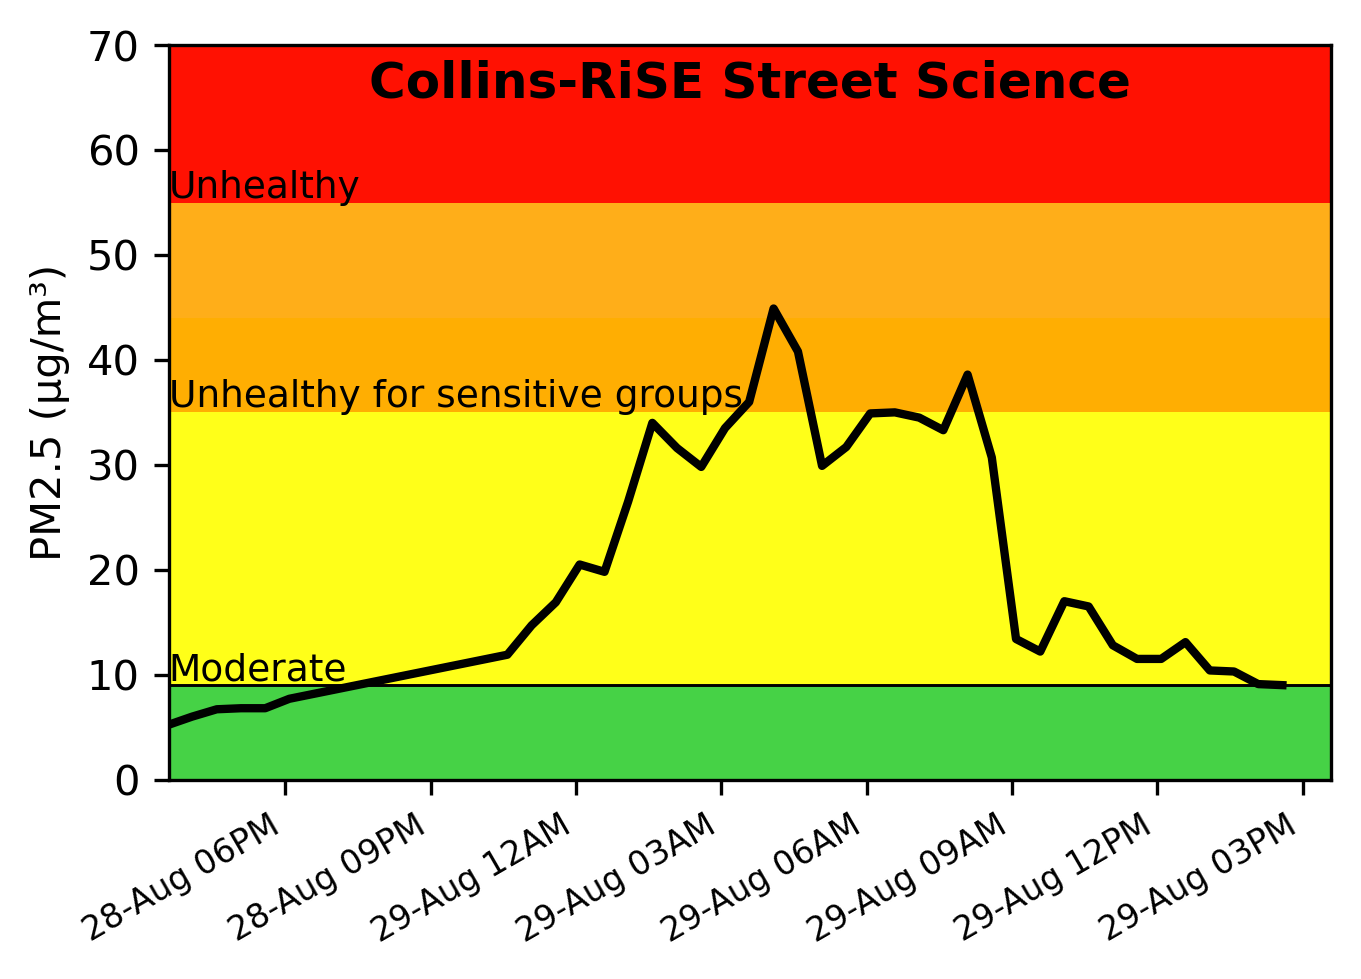 Collins-RiSE Street Science
PM2.5 (µg/m³)
70
60
Unhealthy
50
40
Unhealthy for sensitive groups
30
20
10
Moderate
0
28-Aug 06PM
28-Aug 09PM
29-Aug 12AM
29-Aug 03AM
29-Aug 06AM
29-Aug 09AM
29-Aug 12PM
29-Aug 03PM